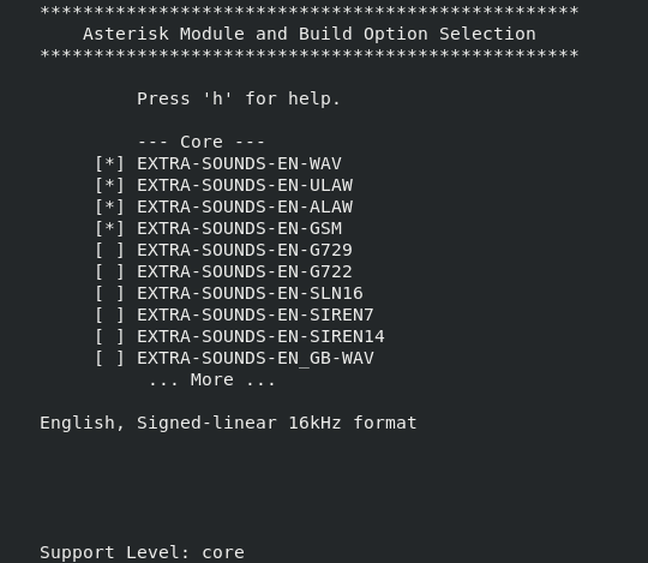 **************************************************
Asterisk Module and Build Option Selection
**************************************************
Press 'h' for help.
--- Core ---
[*] EXTRA-SOUNDS-EN-WAV
[*] EXTRA-SOUNDS-EN-ULAW
[*] EXTRA-SOUNDS-EN-ALAW
[*] EXTRA-SOUNDS-EN-GSM
[ ] EXTRA-SOUNDS-EN-G729
[ ] EXTRA-SOUNDS-EN-G722
[ ] EXTRA-SOUNDS-EN-SLN16
[ ] EXTRA-SOUNDS-EN-SIREN7
[ ] EXTRA-SOUNDS-EN-SIREN14
[ ] EXTRA-SOUNDS-EN_GB-WAV
... More ...
English, Signed-linear 16kHz format
Support Level: core